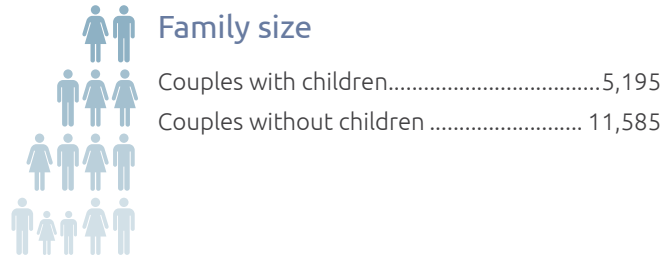 Family size
Couples with children....................................5,195
Couples without children .......................... 11,585